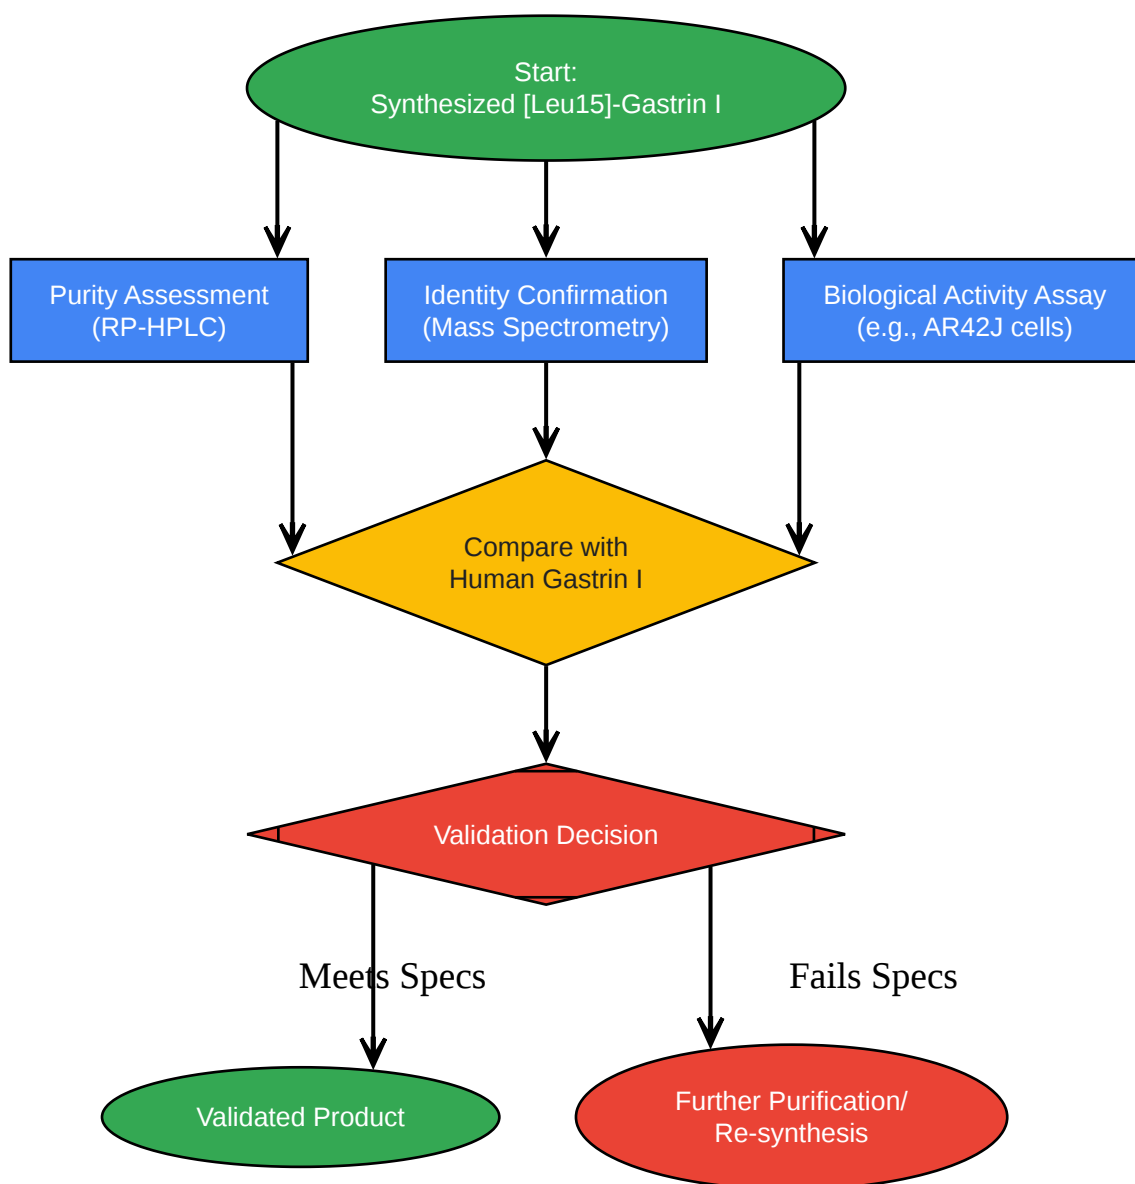 Start:
Synthesized [Leu15]-Gastrin I
Purity Assessment
(RP-HPLC)
Identity Confirmation
(Mass Spectrometry)
Biological Activity Assay
(e.g., AR42J cells)
Compare with
Human Gastrin I
Validation Decision
Meets Specs
Fails Specs
Validated Product
Further Purification/
Re-synthesis